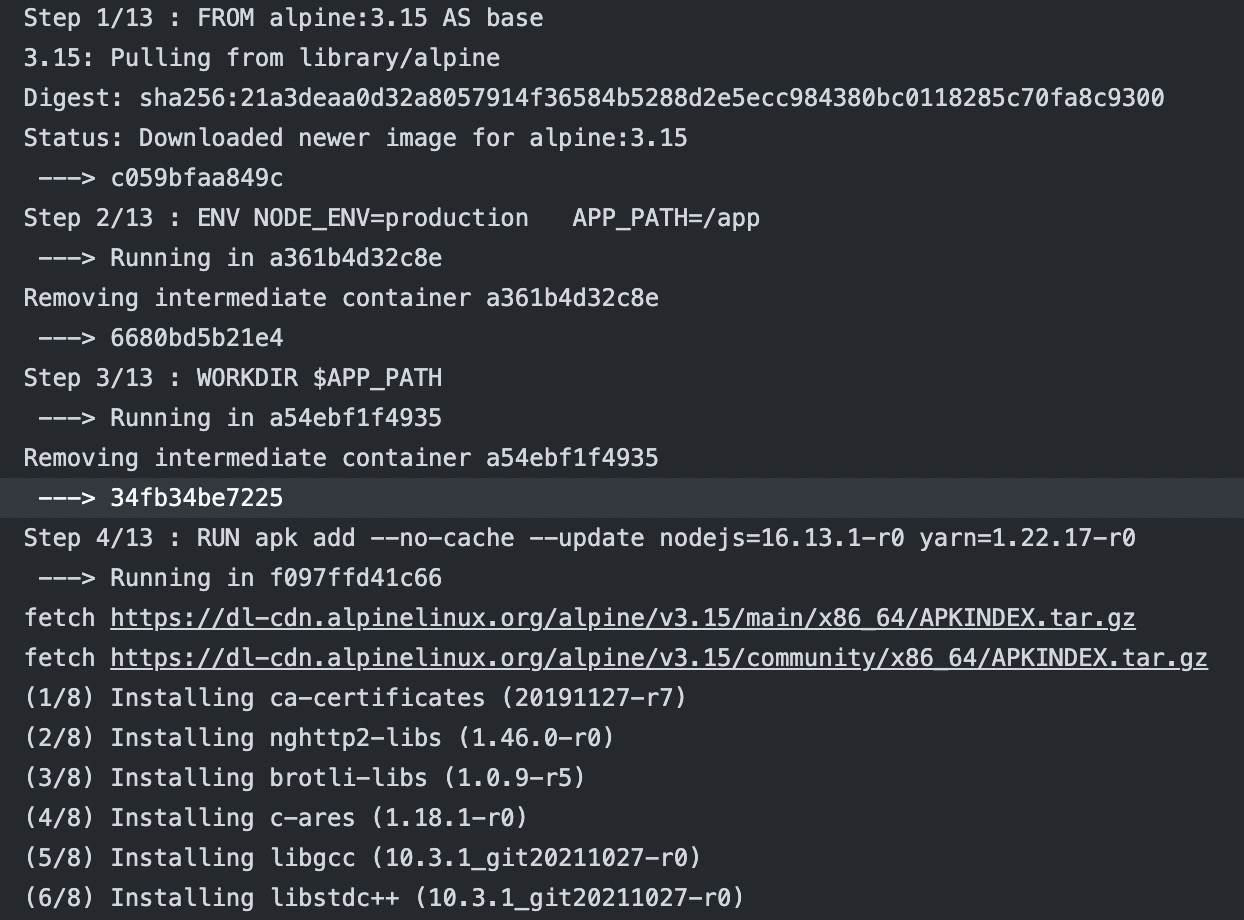 Step 1/13 : FROM alpine:3.15 AS base
3.15: Pulling from library/alpine
Digest: sha256:21a3deaa0d32a8057914f36584b5288d2e5ecc984380bc0118285c70fa8c9300
Status: Downloaded newer image for alpine:3.15
 ---> c059bfaa849c
Step 2/13 : ENV NODE_ENV=production   APP_PATH=/app
 ---> Running in a361b4d32c8e
Removing intermediate container a361b4d32c8e
 ---> 6680bd5b21e4
Step 3/13 : WORKDIR $APP_PATH
 ---> Running in a54ebf1f4935
Removing intermediate container a54ebf1f4935
 ---> 34fb34be7225
Step 4/13 : RUN apk add --no-cache --update nodejs=16.13.1-r0 yarn=1.22.17-r0
 ---> Running in f097ffd41c66
fetch https://dl-cdn.alpinelinux.org/alpine/v3.15/main/x86_64/APKINDEX.tar.gz
fetch https://dl-cdn.alpinelinux.org/alpine/v3.15/community/x86_64/APKINDEX.tar.gz
(1/8) Installing ca-certificates (20191127-r7)
(2/8) Installing nghttp2-libs (1.46.0-r0)
(3/8) Installing brotli-libs (1.0.9-r5)
(4/8) Installing c-ares (1.18.1-r0)
(5/8) Installing libgcc (10.3.1_git20211027-r0)
(6/8) Installing libstdc++ (10.3.1_git20211027-r0)